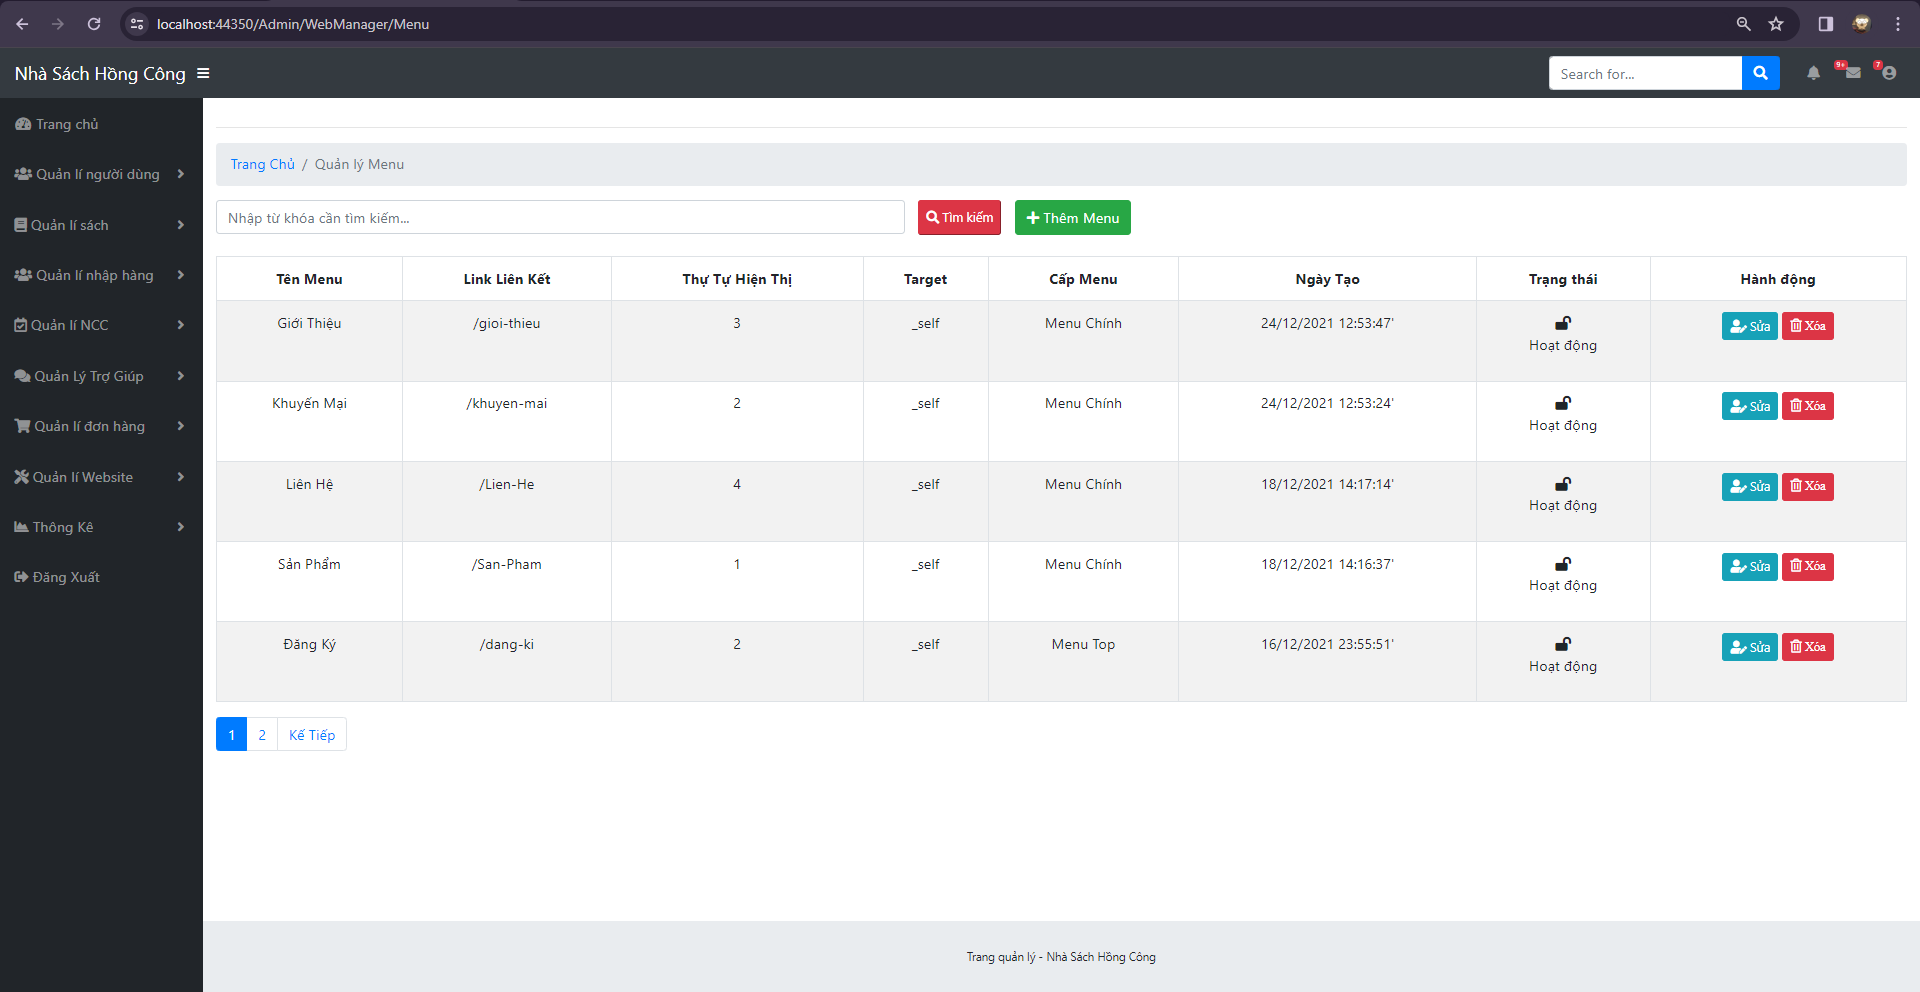 localhost:44350/Admin/WebManager/Menu
Nhà Sách Hồng Công
Search for...
9+
7
Trang chủ
Quản lí người dùng
Quản lí sách
Quản lí nhập hàng
Quản lí NCC
Quản Lý Trợ Giúp
Quản lí đơn hàng
Quản lí Website
Thông Kê
Đăng Xuất
Trang Chủ / Quản lý Menu
Nhập từ khóa cần tìm kiếm...
Tìm kiếm
Thêm Menu
Tên Menu Link Liên Kết Thự Tự Hiện Thị Target Cấp Menu Ngày Tạo Trạng thái Hành động
Giới Thiệu /gioi-thieu 3 _self Menu Chính 24/12/2021 12:53:47' Hoạt động Sửa Xóa
Khuyến Mại /khuyen-mai 2 _self Menu Chính 24/12/2021 12:53:24' Hoạt động Sửa Xóa
Liên Hệ /Lien-He 4 _self Menu Chính 18/12/2021 14:17:14' Hoạt động Sửa Xóa
Sản Phẩm /San-Pham 1 _self Menu Chính 18/12/2021 14:16:37' Hoạt động Sửa Xóa
Đăng Ký /dang-ki 2 _self Menu Top 16/12/2021 23:55:51' Hoạt động Sửa Xóa
1 2 Kế Tiếp
Trang quản lý - Nhà Sách Hồng Công